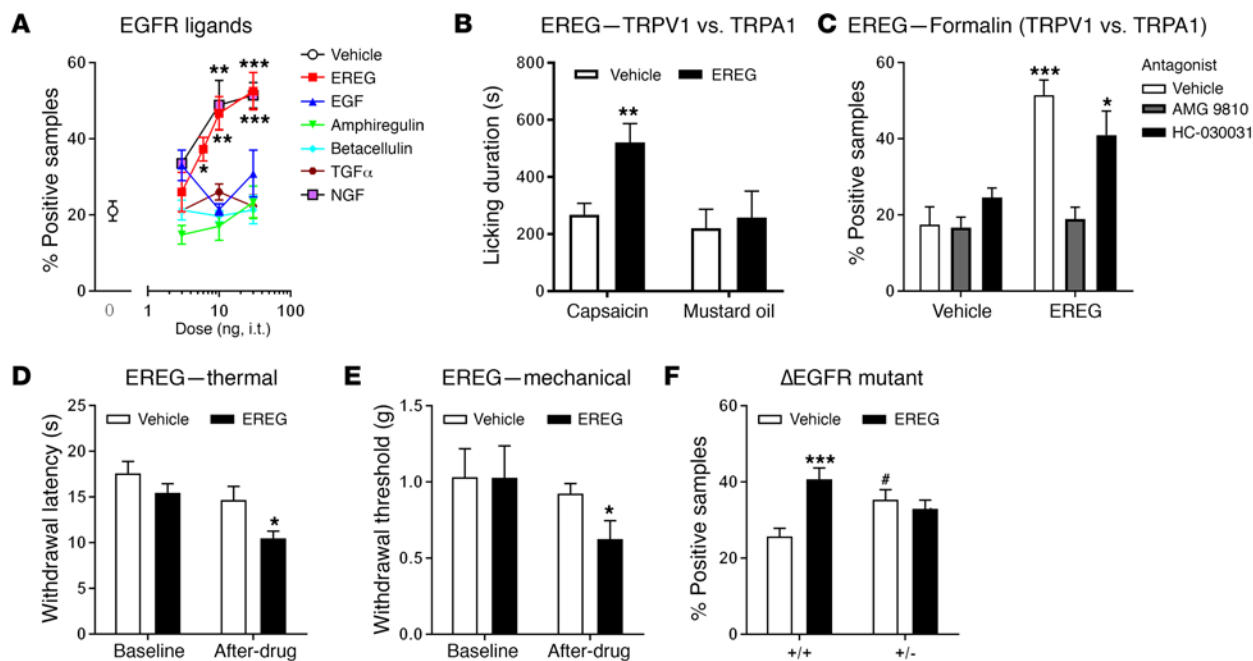 A EGFR ligands
% Positive samples
60
40
20
0
0
1 10 100
Dose (ng, i.t.)
** ***
* ** ***
Vehicle
EREG
EGF
Amphiregulin
Betacellulin
TGFα
NGF
B EREG—TRPV1 vs. TRPA1
Licking duration (s)
Vehicle EREG
800
600
400
200
0
**
Capsaicin Mustard oil
C EREG—Formalin (TRPV1 vs. TRPA1)
% Positive samples
60
40
20
0
***
*
Vehicle EREG
Antagonist
Vehicle
AMG 9810
HC-030031
D EREG—thermal
Withdrawal latency (s)
Vehicle EREG
25
20
15
10
5
0
*
Baseline After-drug
E EREG—mechanical
Withdrawal threshold (g)
Vehicle EREG
1.5
1.0
0.5
0.0
*
Baseline After-drug
F ΔEGFR mutant
% Positive samples
Vehicle EREG
60
40
20
0
***
#
+/+ +/-